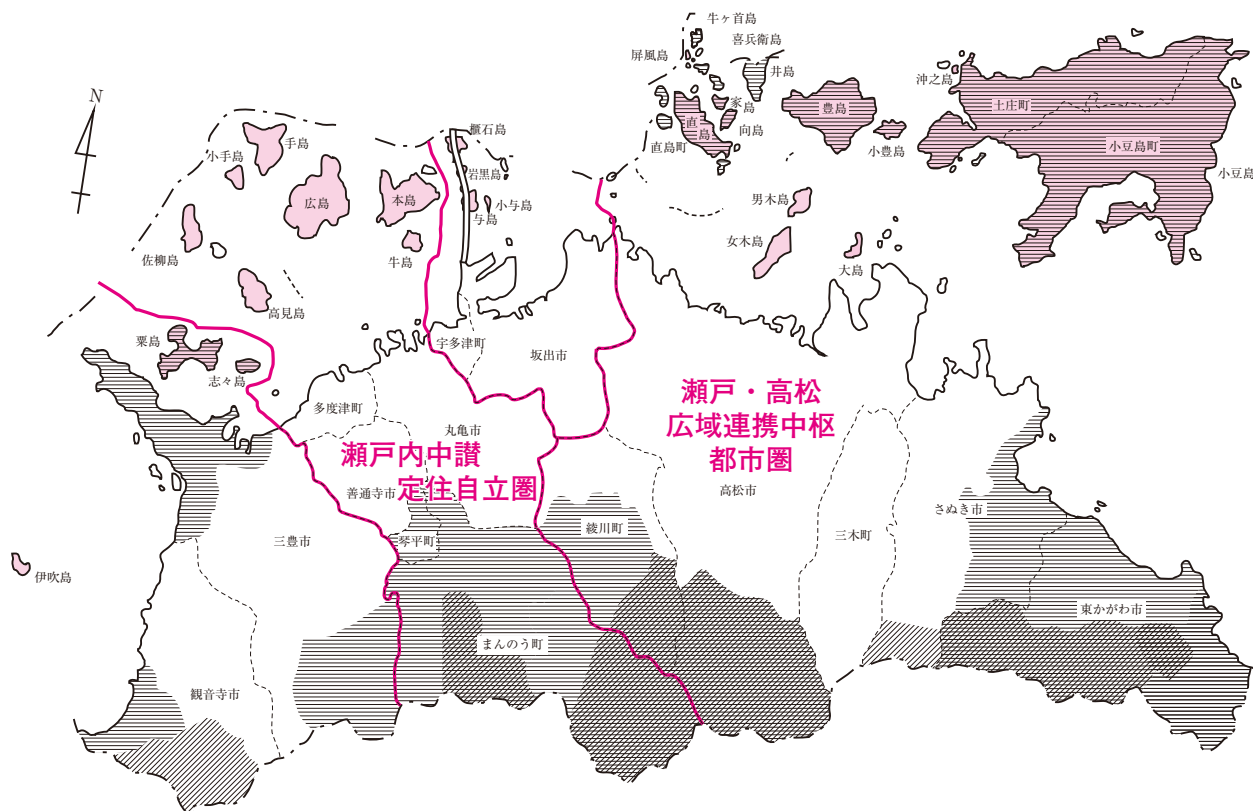 牛ヶ首島
喜兵衛島
屏風島
井島
沖之島
N
家島
豊島
土庄町
櫃石島
手島
直島
向島
小手島
直島町
小豊島
小豆島町
岩黒島
小豆島
広島
本島
小与島
男木島
与島
女木島
佐柳島
牛島
大島
高見島
粟島
宇多津町
坂出市
志々島
多度津町
瀬戸・高松
広域連携中枢
都市圏
丸亀市
瀬戸内中讃
定住自立圏
善通寺市
高松市
さぬき市
綾川町
三木町
三豊市
琴平町
伊吹島
東かがわ市
まんのう町
観音寺市